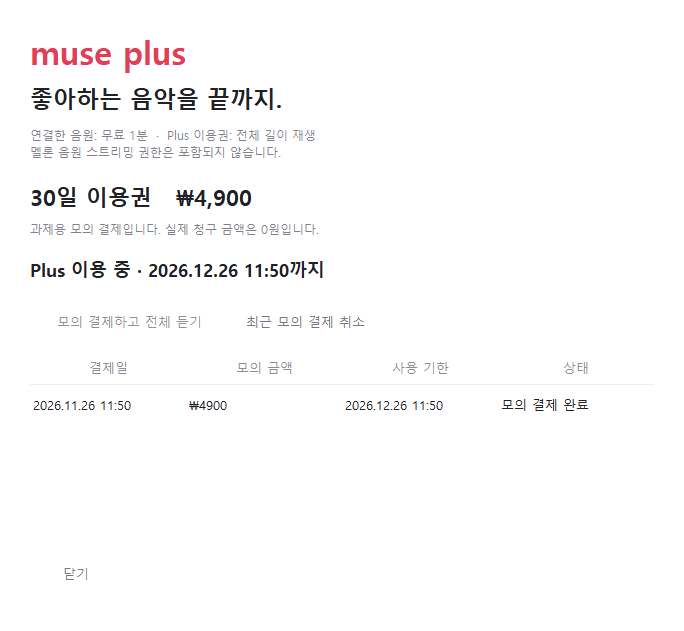 muse plus
좋아하는 음악을 끝까지.
연결한 음원: 무료 1분 · Plus 이용권: 전체 길이 재생
멜론 음원 스트리밍 권한은 포함되지 않습니다.
30일 이용권 ₩4,900
과제용 모의 결제입니다. 실제 청구 금액은 0원입니다.
Plus 이용 중 · 2026.12.26 11:50까지
모의 결제하고 전체 듣기 최근 모의 결제 취소
결제일 모의 금액 사용 기한 상태
2026.11.26 11:50 ₩4900 2026.12.26 11:50 모의 결제 완료
닫기